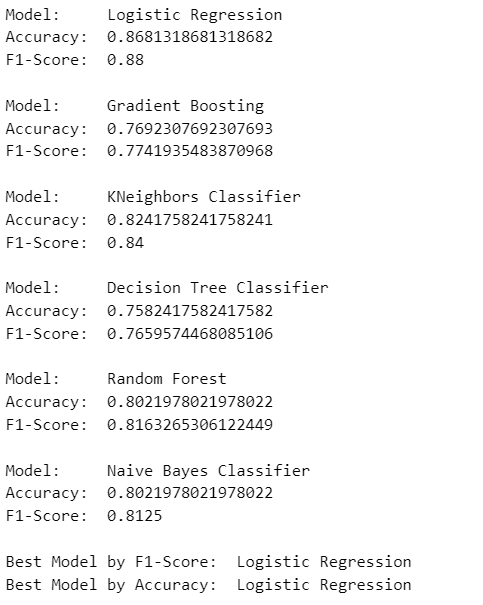 Model: Logistic Regression
Accuracy: 0.8681318681318682
F1-Score: 0.88
Model: Gradient Boosting
Accuracy: 0.7692307692307693
F1-Score: 0.7741935483870968
Model: KNeighbors Classifier
Accuracy: 0.8241758241758241
F1-Score: 0.84
Model: Decision Tree Classifier
Accuracy: 0.7582417582417582
F1-Score: 0.7659574468085106
Model: Random Forest
Accuracy: 0.8021978021978022
F1-Score: 0.8163265306122449
Model: Naive Bayes Classifier
Accuracy: 0.8021978021978022
F1-Score: 0.8125
Best Model by F1-Score: Logistic Regression
Best Model by Accuracy: Logistic Regression